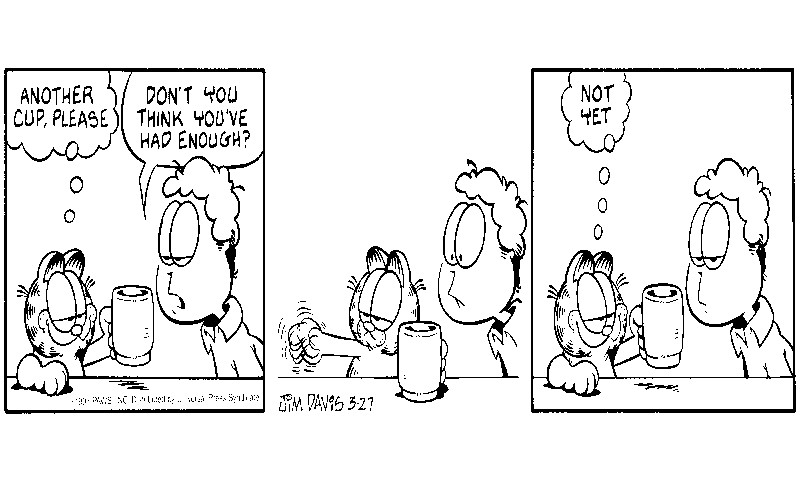 ANOTHER
CUP, PLEASE
DON'T YOU
THINK YOU'VE
HAD ENOUGH?
JIM DAVIS 3-27
NOT
YET